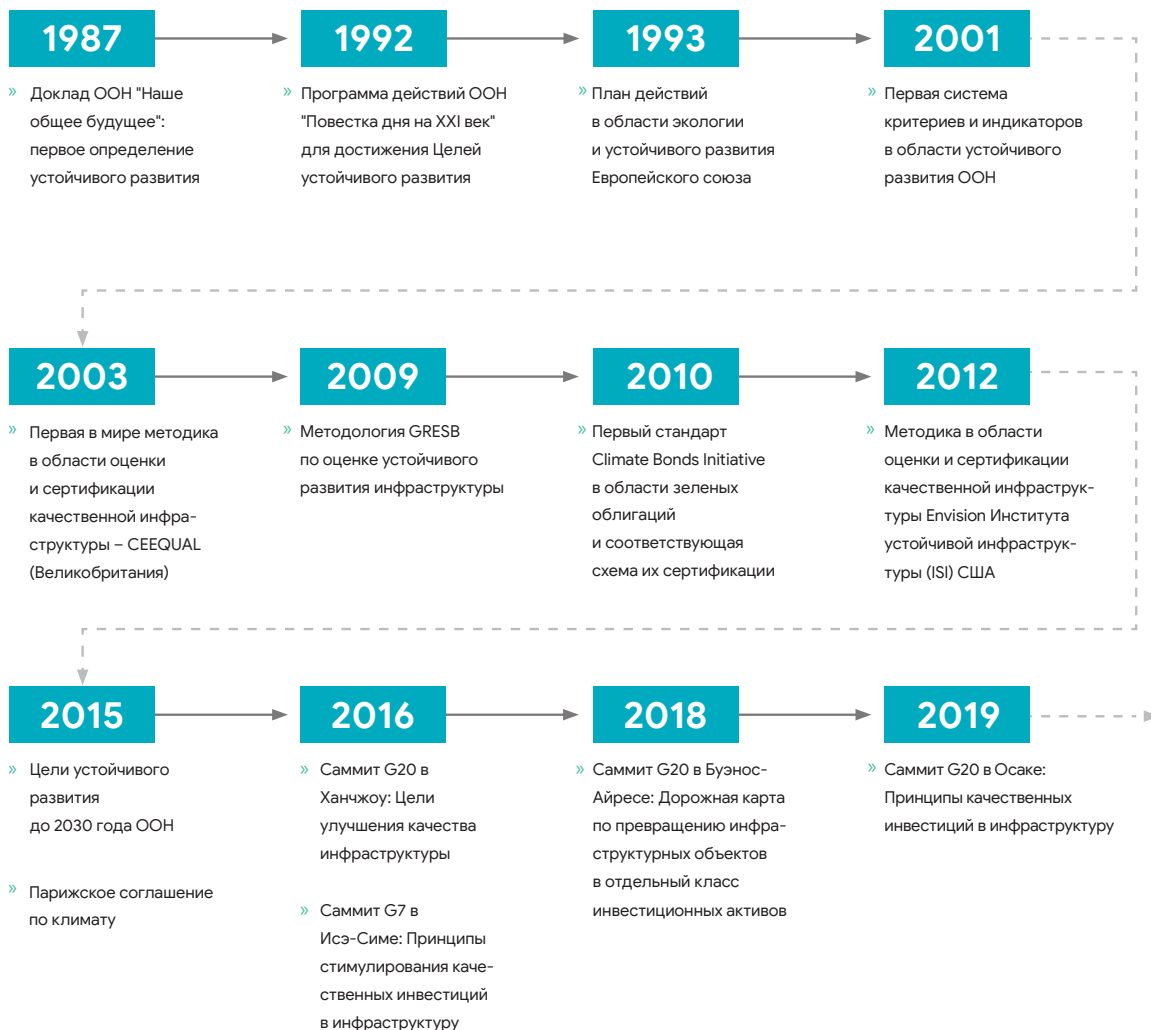 1987
» Доклад ООН "Наше
общее будущее":
первое определение
устойчивого развития
1992
» Программа действий ООН
"Повестка дня на XXI век"
для достижения Целей
устойчивого развития
1993
» План действий
в области экологии
и устойчивого развития
Европейского союза
2001
» Первая система
критериев и индикаторов
в области устойчивого
развития ООН
2003
» Первая в мире методика
в области оценки
и сертификации
качественной инфра-
структуры – CEEQUAL
(Великобритания)
2009
» Методология GRESB
по оценке устойчивого
развития инфраструктуры
2010
» Первый стандарт
Climate Bonds Initiative
в области зеленых
облигаций
и соответствующая
схема их сертификации
2012
» Методика в области
оценки и сертификации
качественной инфраструк-
туры Envision Института
устойчивой инфраструк-
туры (ISI) США
2015
» Цели устойчивого
развития
до 2030 года ООН
» Парижское соглашение
по климату
2016
» Саммит G20 в
Ханчжоу: Цели
улучшения качества
инфраструктуры
» Саммит G7 в
Исэ-Симе: Принципы
стимулирования каче-
ственных инвестиций
в инфраструктуру
2018
» Саммит G20 в Буэнос-
Айресе: Дорожная карта
по превращению инфра-
структурных объектов
в отдельный класс
инвестиционных активов
2019
» Саммит G20 в Осаке:
Принципы качественных
инвестиций в инфраструктуру